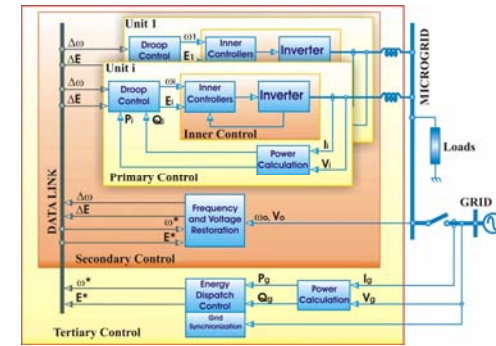 Unit 1
Δω
ΔE
Droop
Control
ω1
E1
Inner
Controllers
Inverter
Unit i
Δω
ΔE
Droop
Control
ωi
Ei
Inner
Controllers
Inverter
Inner Control
Pi
Qi
Power
Calculation
Ii
Vi
Primary Control
MICROGRID
Loads
GRID
DATA LINK
Δω
ΔE
ω*
E*
Frequency
and Voltage
Restoration
ωo, Vo
Secondary Control
ω*
E*
Energy
Dispatch
Control
Grid
Synchronization
Pg
Qg
Power
Calculation
Ig
Vg
Tertiary Control